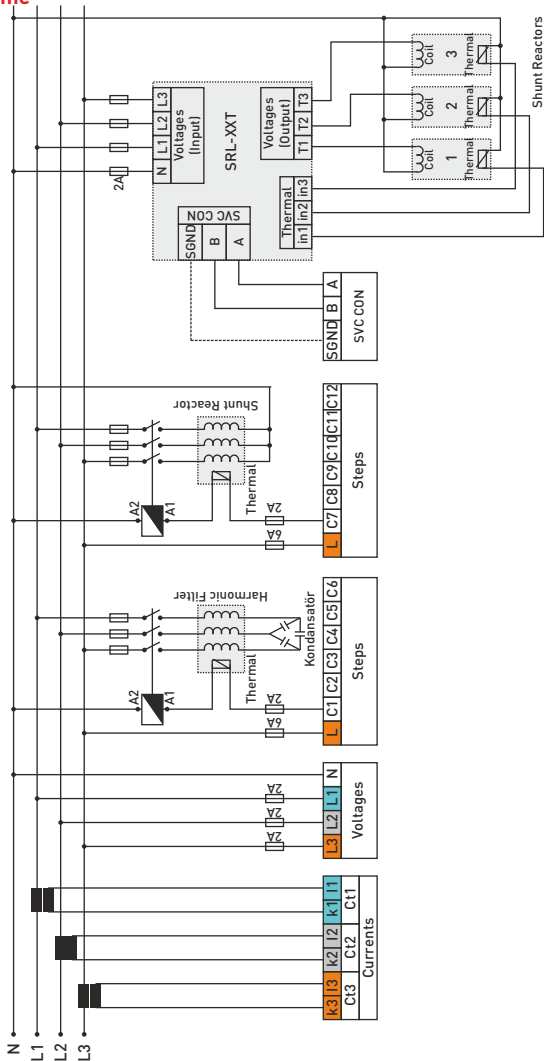 N
L1
L2
L3
k3 l3 k2 l2 k1 l1
Ct3 Ct2 Ct1
Currents
2A 2A 2A
L3 L2 L1 N
Voltages
A2
A1
Thermal
Harmonic Filter
Kondansatör
6A 2A
L C1 C2 C3 C4 C5 C6
Steps
A2
A1
Thermal
Shunt Reactor
6A 2A
L C7 C8 C9 C10 C11 C12
Steps
SGND B A
SVC CON
SGND B A
SVC CON
2A
N L1 L2 L3
Voltages
(Input)
SRL-XXT
Voltages
(Output)
T1 T2 T3
Thermal
in1 in2 in3
Coil
1
Thermal
Coil
2
Thermal
Coil
3
Thermal
Shunt Reactors